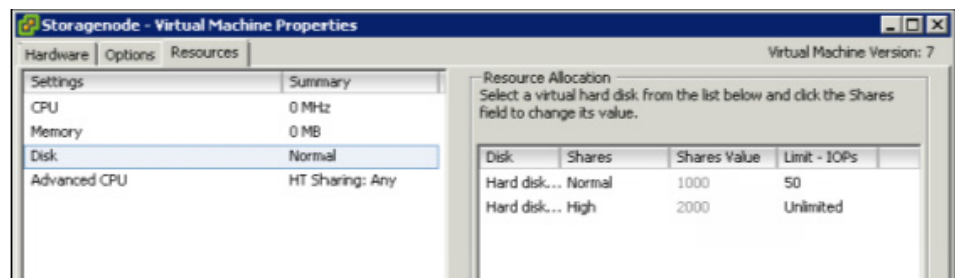 Storagenode - Virtual Machine Properties
Hardware Options Resources Virtual Machine Version: 7
Settings Summary
CPU 0 MHz
Memory 0 MB
Disk Normal
Advanced CPU HT Sharing: Any
Resource Allocation
Select a virtual hard disk from the list below and click the Shares
field to change its value.
Disk Shares Shares Value Limit - IOPs
Hard disk... Normal 1000 50
Hard disk... High 2000 Unlimited